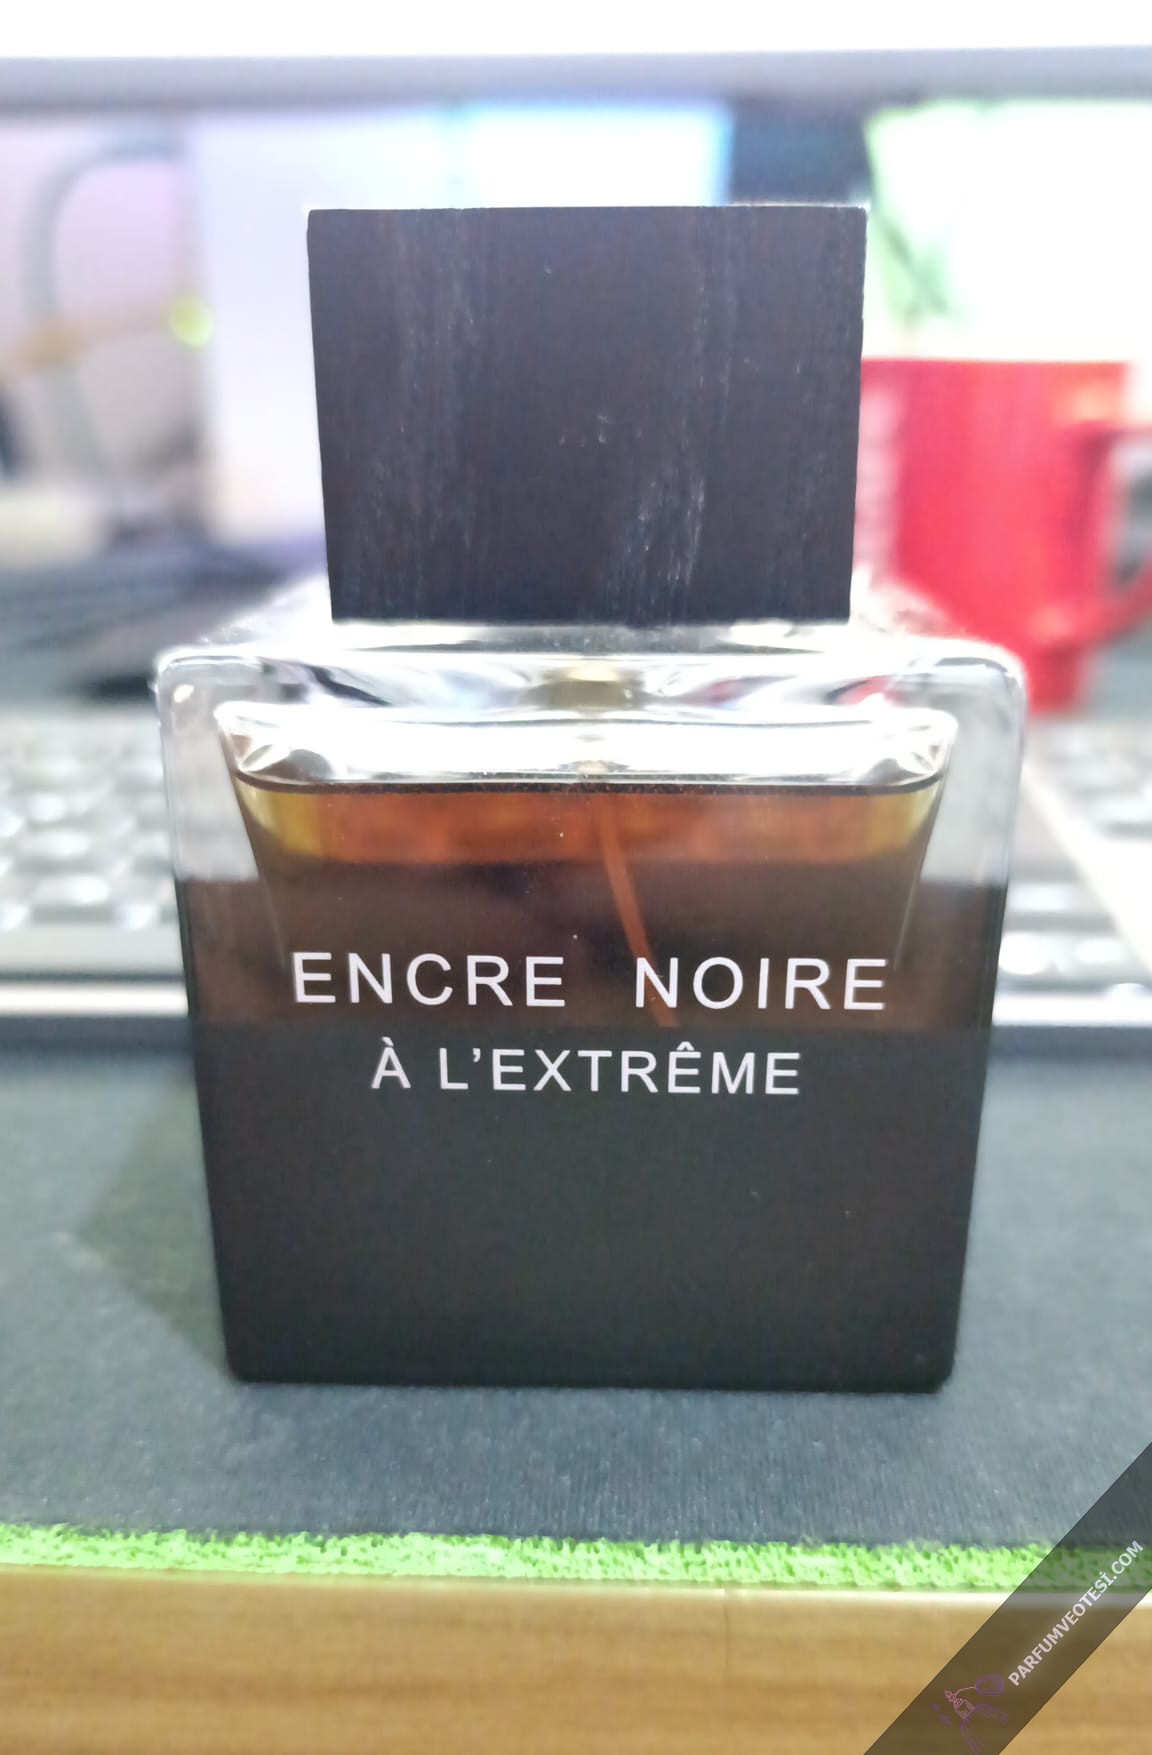 ENCRE NOIRE
À L’EXTRÊME
PARFUMVEOTESİ.COM